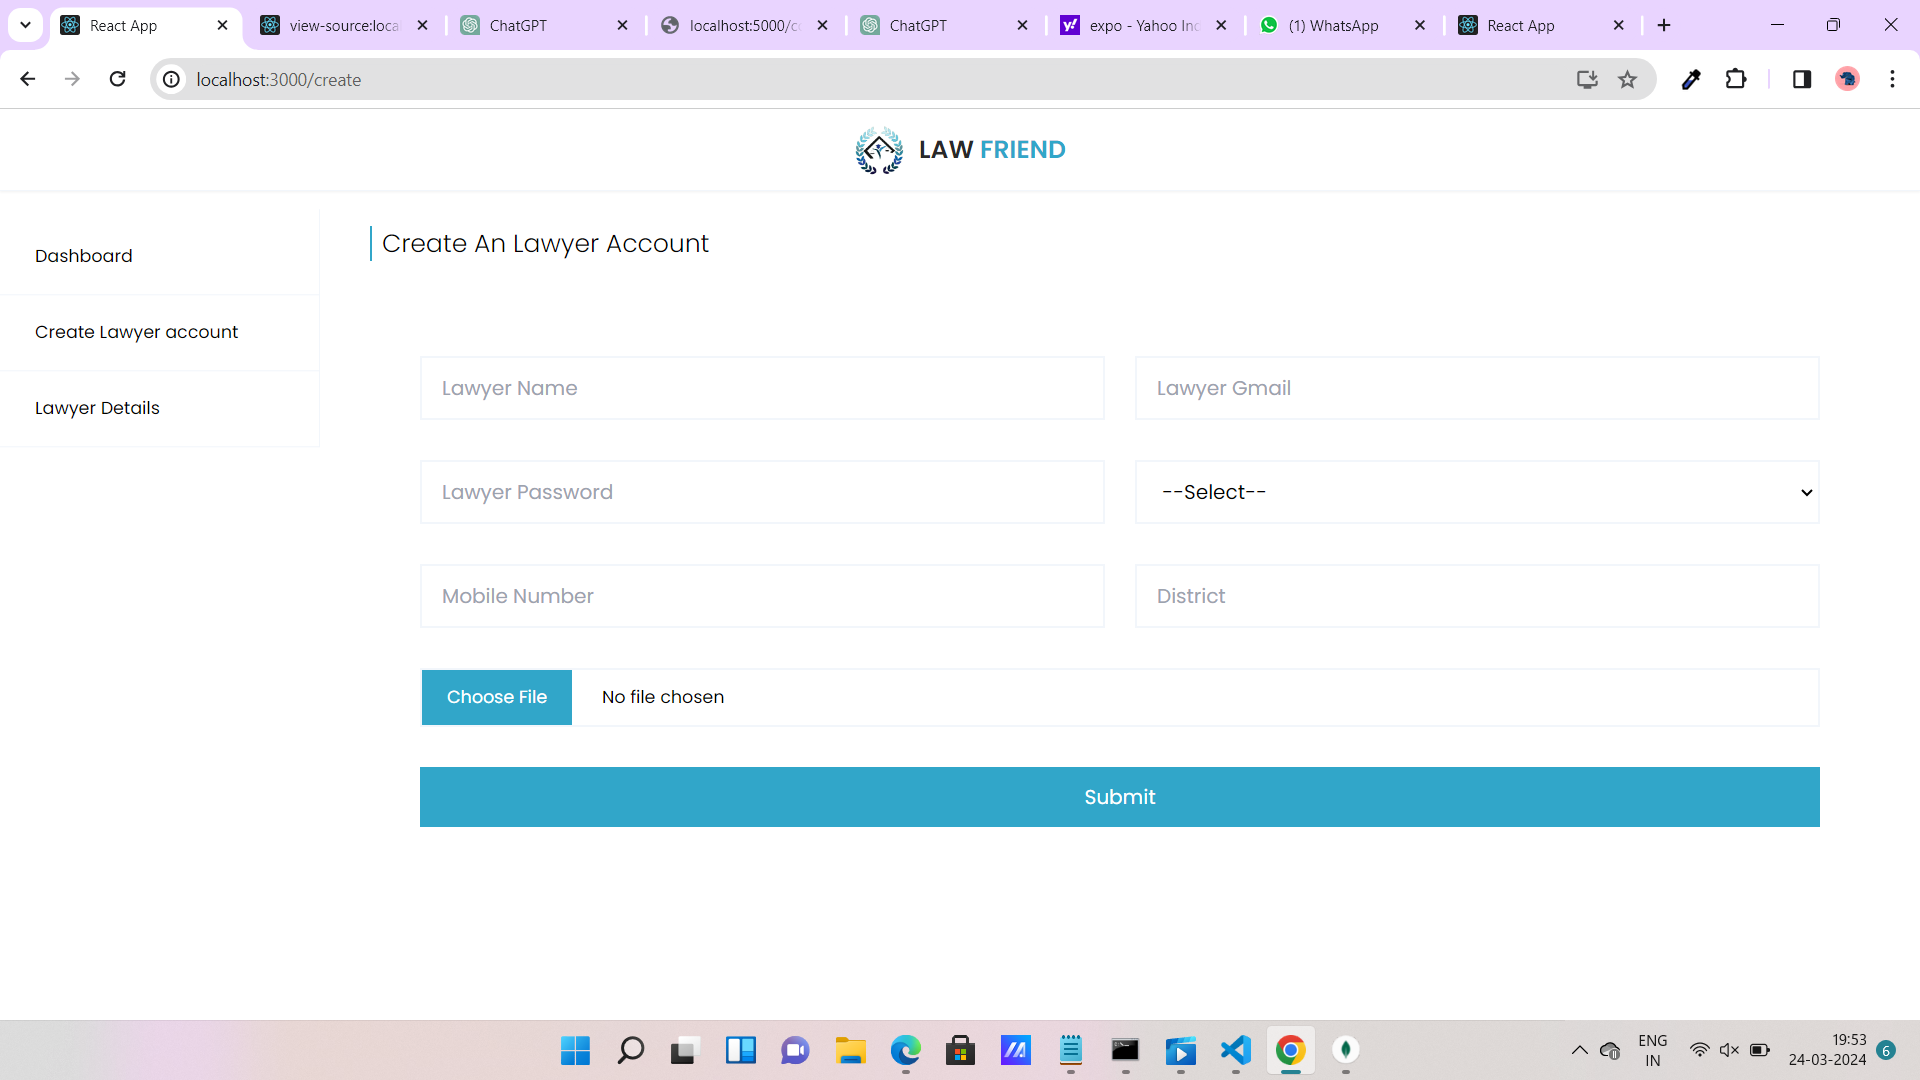 React App
view-source:loca
ChatGPT
localhost:5000/c
ChatGPT
expo - Yahoo Inc
(1) WhatsApp
React App
localhost:3000/create
LAW FRIEND
Dashboard
Create Lawyer account
Lawyer Details
Create An Lawyer Account
Lawyer Name
Lawyer Gmail
Lawyer Password
--Select--
Mobile Number
District
Choose File
No file chosen
Submit
ENG
IN
19:53
24-03-2024
6